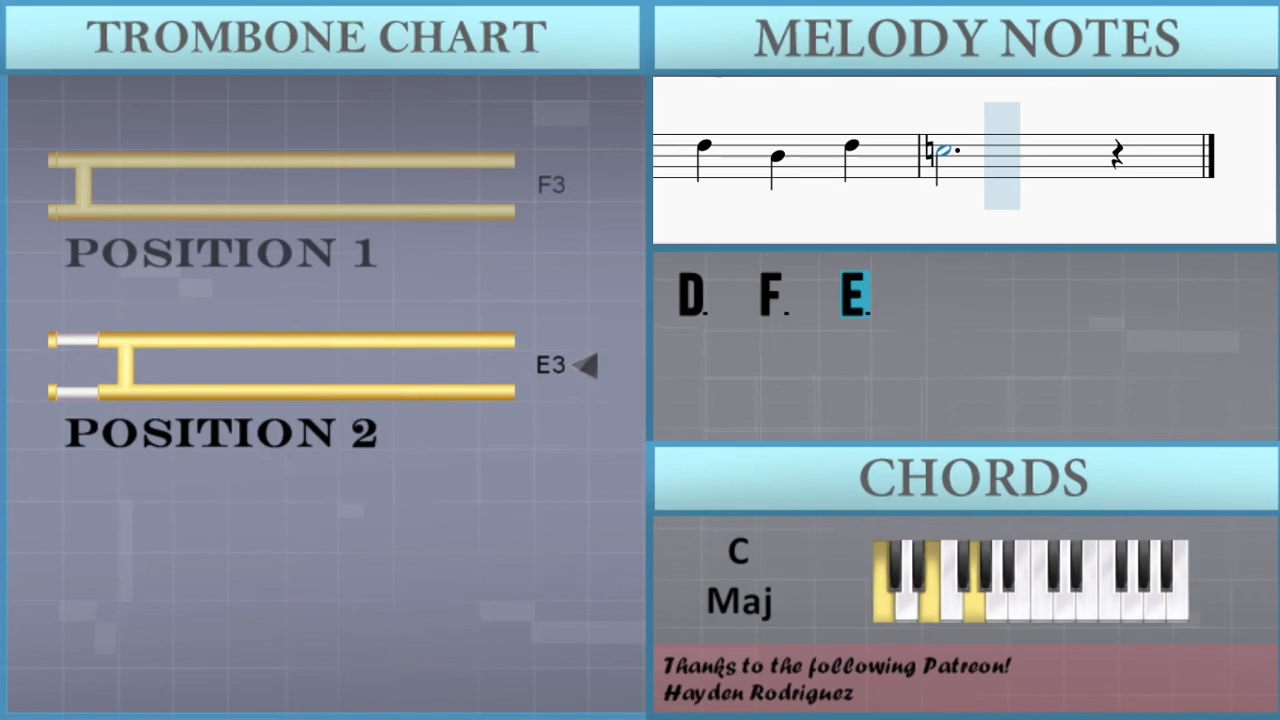 TROMBONE CHART
F3
POSITION 1
E3
POSITION 2
MELODY NOTES
D. F. E.
CHORDS
C
Maj
Thanks to the following Patreon!
Hayden Rodriguez